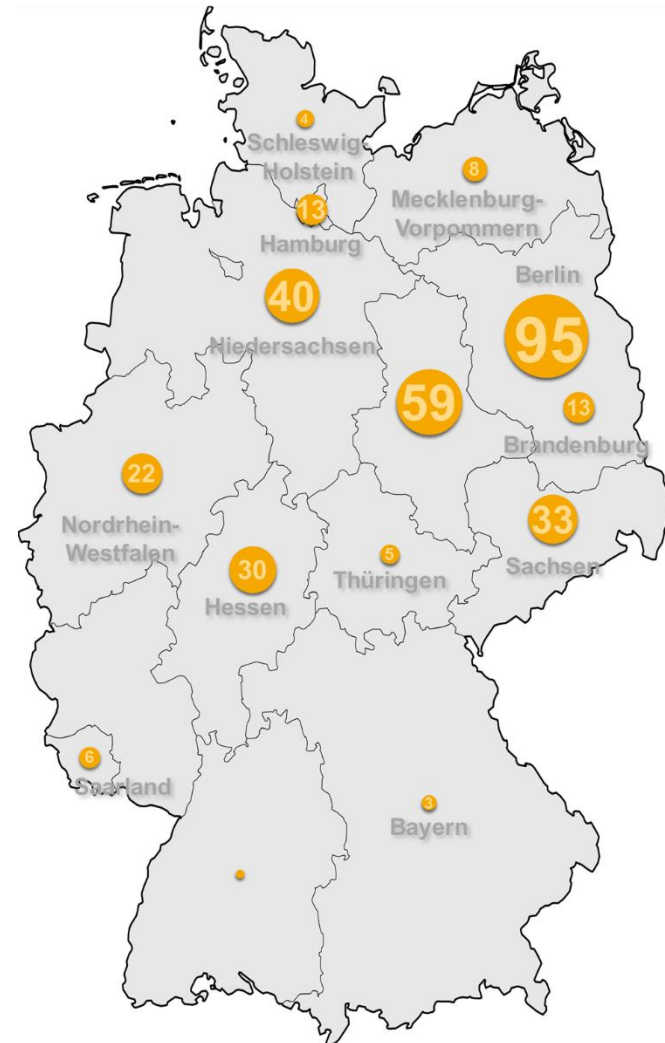 4
Schleswig-
Holstein
8
Mecklenburg-
Vorpommern
13
Hamburg
Berlin
40
95
Niedersachsen
59
13
Brandenburg
22
33
Nordrhein-
Westfalen
5
Sachsen
30
Thüringen
Hessen
6
Saarland
3
Bayern